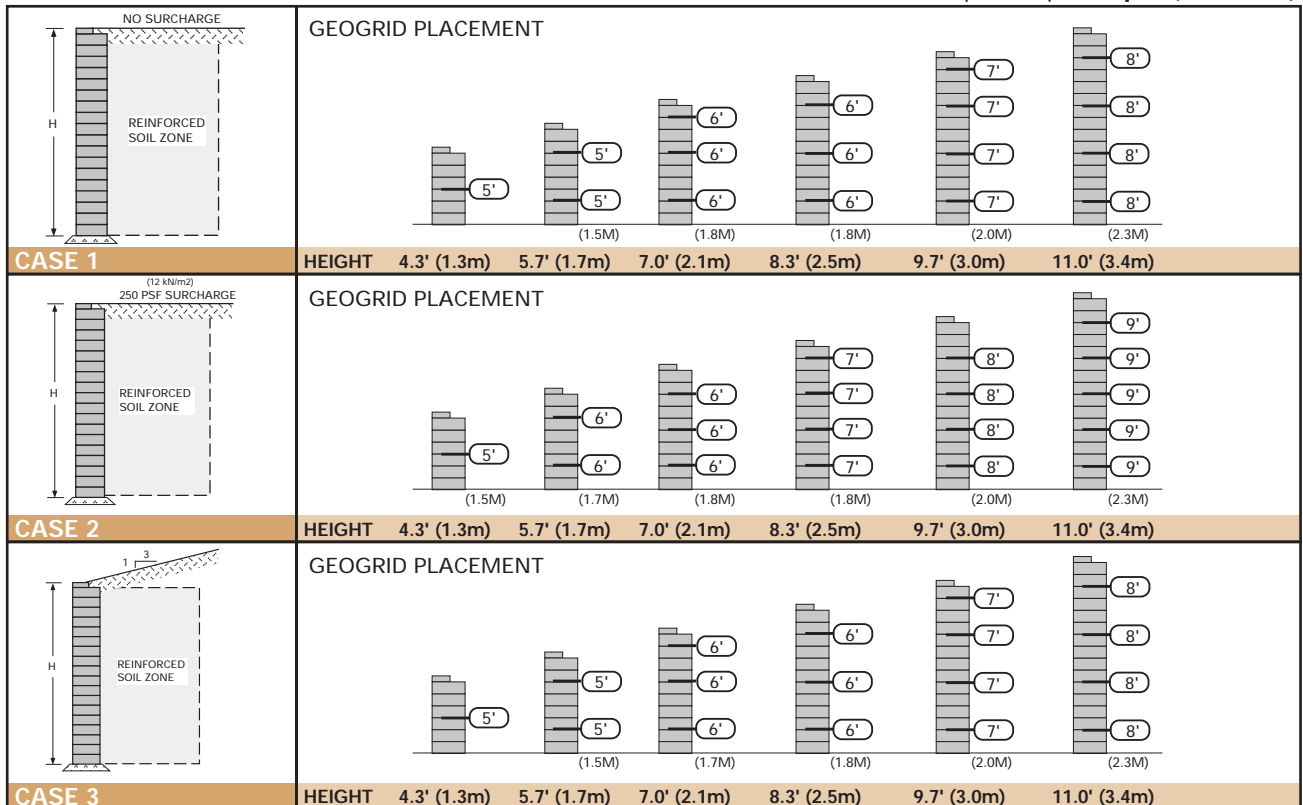 NO SURCHARGE
H
REINFORCED
SOIL ZONE
CASE 1
GEOGRID PLACEMENT
5'
5'
5'
6'
6'
6'
6'
6'
6'
7'
7'
7'
7'
8'
8'
8'
8'
(1.5M) (1.8M) (1.8M) (2.0M) (2.3M)
HEIGHT 4.3' (1.3m) 5.7' (1.7m) 7.0' (2.1m) 8.3' (2.5m) 9.7' (3.0m) 11.0' (3.4m)
(12 kN/m2)
250 PSF SURCHARGE
H
REINFORCED
SOIL ZONE
CASE 2
GEOGRID PLACEMENT
5'
6'
6'
6'
6'
6'
7'
7'
7'
7'
8'
8'
8'
8'
9'
9'
9'
9'
9'
(1.5M) (1.7M) (1.8M) (1.8M) (2.0M) (2.3M)
HEIGHT 4.3' (1.3m) 5.7' (1.7m) 7.0' (2.1m) 8.3' (2.5m) 9.7' (3.0m) 11.0' (3.4m)
1 3
H
REINFORCED
SOIL ZONE
CASE 3
GEOGRID PLACEMENT
5'
5'
5'
6'
6'
6'
6'
6'
6'
7'
7'
7'
7'
8'
8'
8'
8'
(1.5M) (1.7M) (1.8M) (2.0M) (2.3M)
HEIGHT 4.3' (1.3m) 5.7' (1.7m) 7.0' (2.1m) 8.3' (2.5m) 9.7' (3.0m) 11.0' (3.4m)